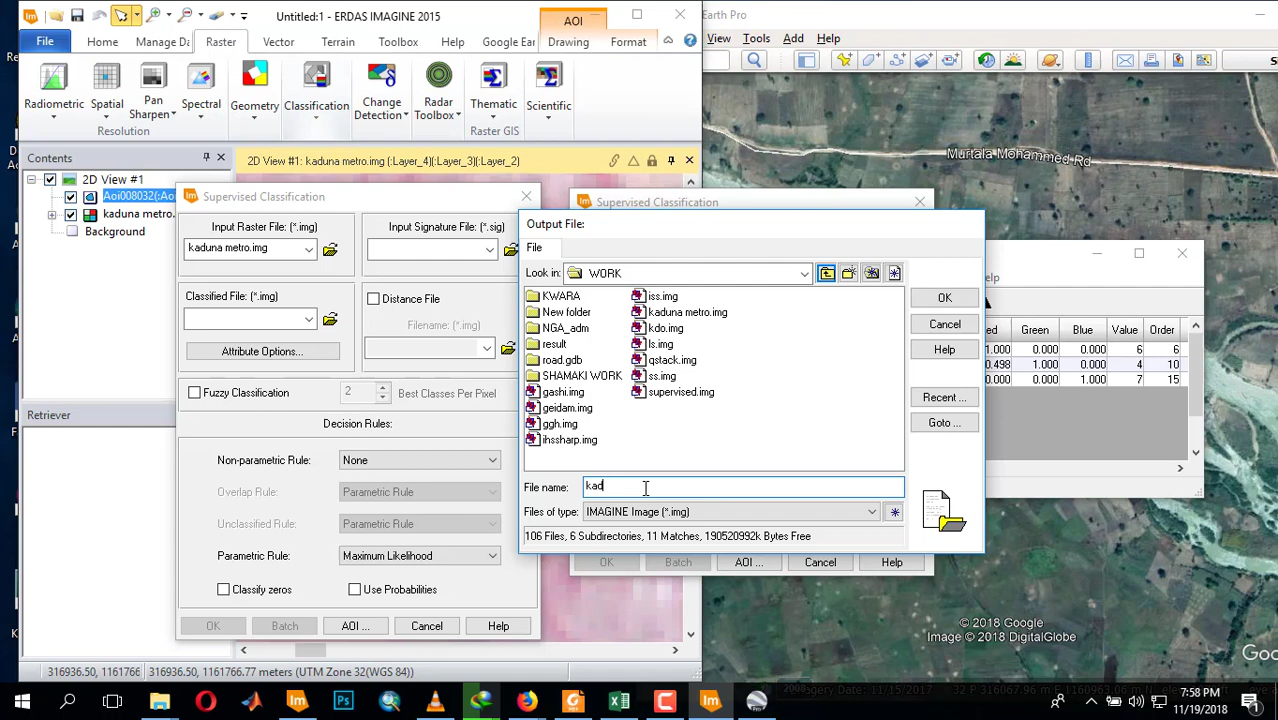 Untitled:1 - ERDAS IMAGINE 2015
AOI
Earth Pro
File
Home
Manage Da
Raster
Vector
Terrain
Toolbox
Help
Google Ear
Drawing
Format
View
Tools
Add
Help
Radiometric
Spatial
Pan
Sharpen
Spectral
Geometry
Classification
Change
Detection
Radar
Toolbox
Thematic
Scientific
Resolution
Raster GIS
Contents
2D View #1: kaduna metro.img (:Layer_4)(:Layer_3)(:Layer_2)
Murtala Mohammed Rd
2D View #1
Aoi008032(:Aoi
kaduna metro.
Background
Retriever
Supervised Classification
Input Raster File: (*.img)
Input Signature File: (*.sig)
kaduna metro.img
Classified File: (*.img)
Distance File
Filename: (*.img)
Attribute Options...
Fuzzy Classification
2
Best Classes Per Pixel
Decision Rules:
Non-parametric Rule:
None
Overlap Rule:
Parametric Rule
Unclassified Rule:
Parametric Rule
Parametric Rule:
Maximum Likelihood
Classify zeros
Use Probabilities
OK
Batch
AOI ...
Cancel
Help
Supervised Classification
Output File:
File
Look in:
WORK
KWARA
New folder
NGA_adm
result
road.gdb
SHAMAKI WORK
gashi.img
geidam.img
ggh.img
ihssharp.img
iss.img
kaduna metro.img
kdo.img
ls.img
qstack.img
ss.img
supervised.img
OK
Cancel
Help
Recent ...
Goto ...
File name:
kad
Files of type:
IMAGINE Image (*.img)
106 Files, 6 Subdirectories, 11 Matches, 190520992k Bytes Free
OK
Batch
AOI ...
Cancel
Help
elp
ed Green Blue Value Order
1.000 0.000 0.000 6 6
0.498 1.000 0.000 4 10
0.000 0.000 1.000 7 15
© 2018 Google
Image © 2018 DigitalGlobe
Goo
316936.50, 1161766
316936.50, 1161766.77 meters (UTM Zone 32(WGS 84))
7:58 PM
11/19/2018